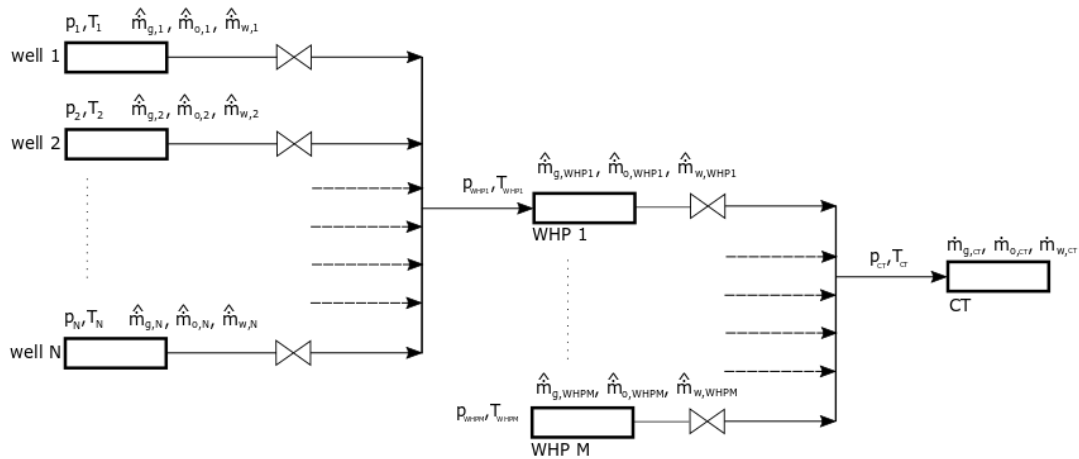 p₁,T₁ m̂̇g,1, m̂̇o,1, m̂̇w,1
well 1
p₂,T₂ m̂̇g,2, m̂̇o,2, m̂̇w,2
well 2
pN,TN m̂̇g,N, m̂̇o,N, m̂̇w,N
well N
pWHP1,TWHP1
m̂̇g,WHP1, m̂̇o,WHP1, m̂̇w,WHP1
WHP 1
pWHPM,TWHPM
m̂̇g,WHPM, m̂̇o,WHPM, m̂̇w,WHPM
WHP M
pCT,TCT
ṁg,CT, ṁo,CT, ṁw,CT
CT